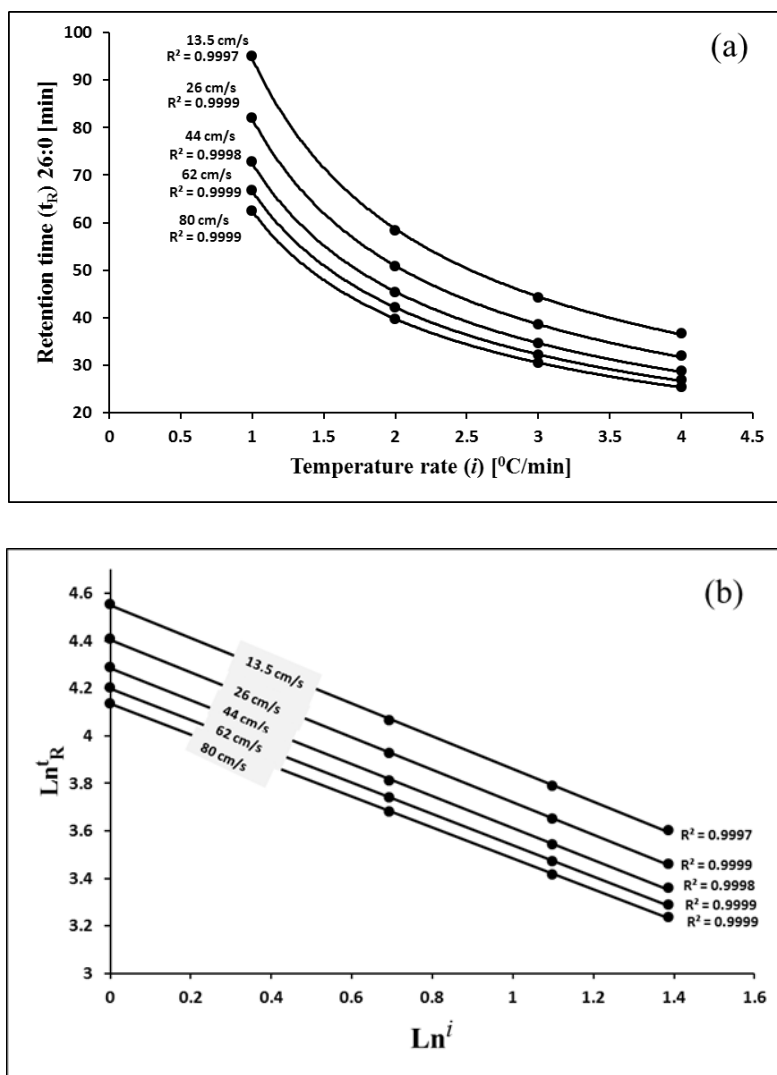 (a)
100
90
80
70
60
50
40
30
20
0
0.5
1
1.5
2
2.5
3
3.5
4
4.5
Retention time (tR) 26:0 [min]
Temperature rate (i) [⁰C/min]
13.5 cm/s
R² = 0.9997
26 cm/s
R² = 0.9999
44 cm/s
R² = 0.9998
62 cm/s
R² = 0.9999
80 cm/s
R² = 0.9999
(b)
4.6
4.4
4.2
4
3.8
3.6
3.4
3.2
3
0
0.2
0.4
0.6
0.8
1
1.2
1.4
1.6
Ln^tR
Ln^i
13.5 cm/s
26 cm/s
44 cm/s
62 cm/s
80 cm/s
R² = 0.9997
R² = 0.9999
R² = 0.9998
R² = 0.9999
R² = 0.9999